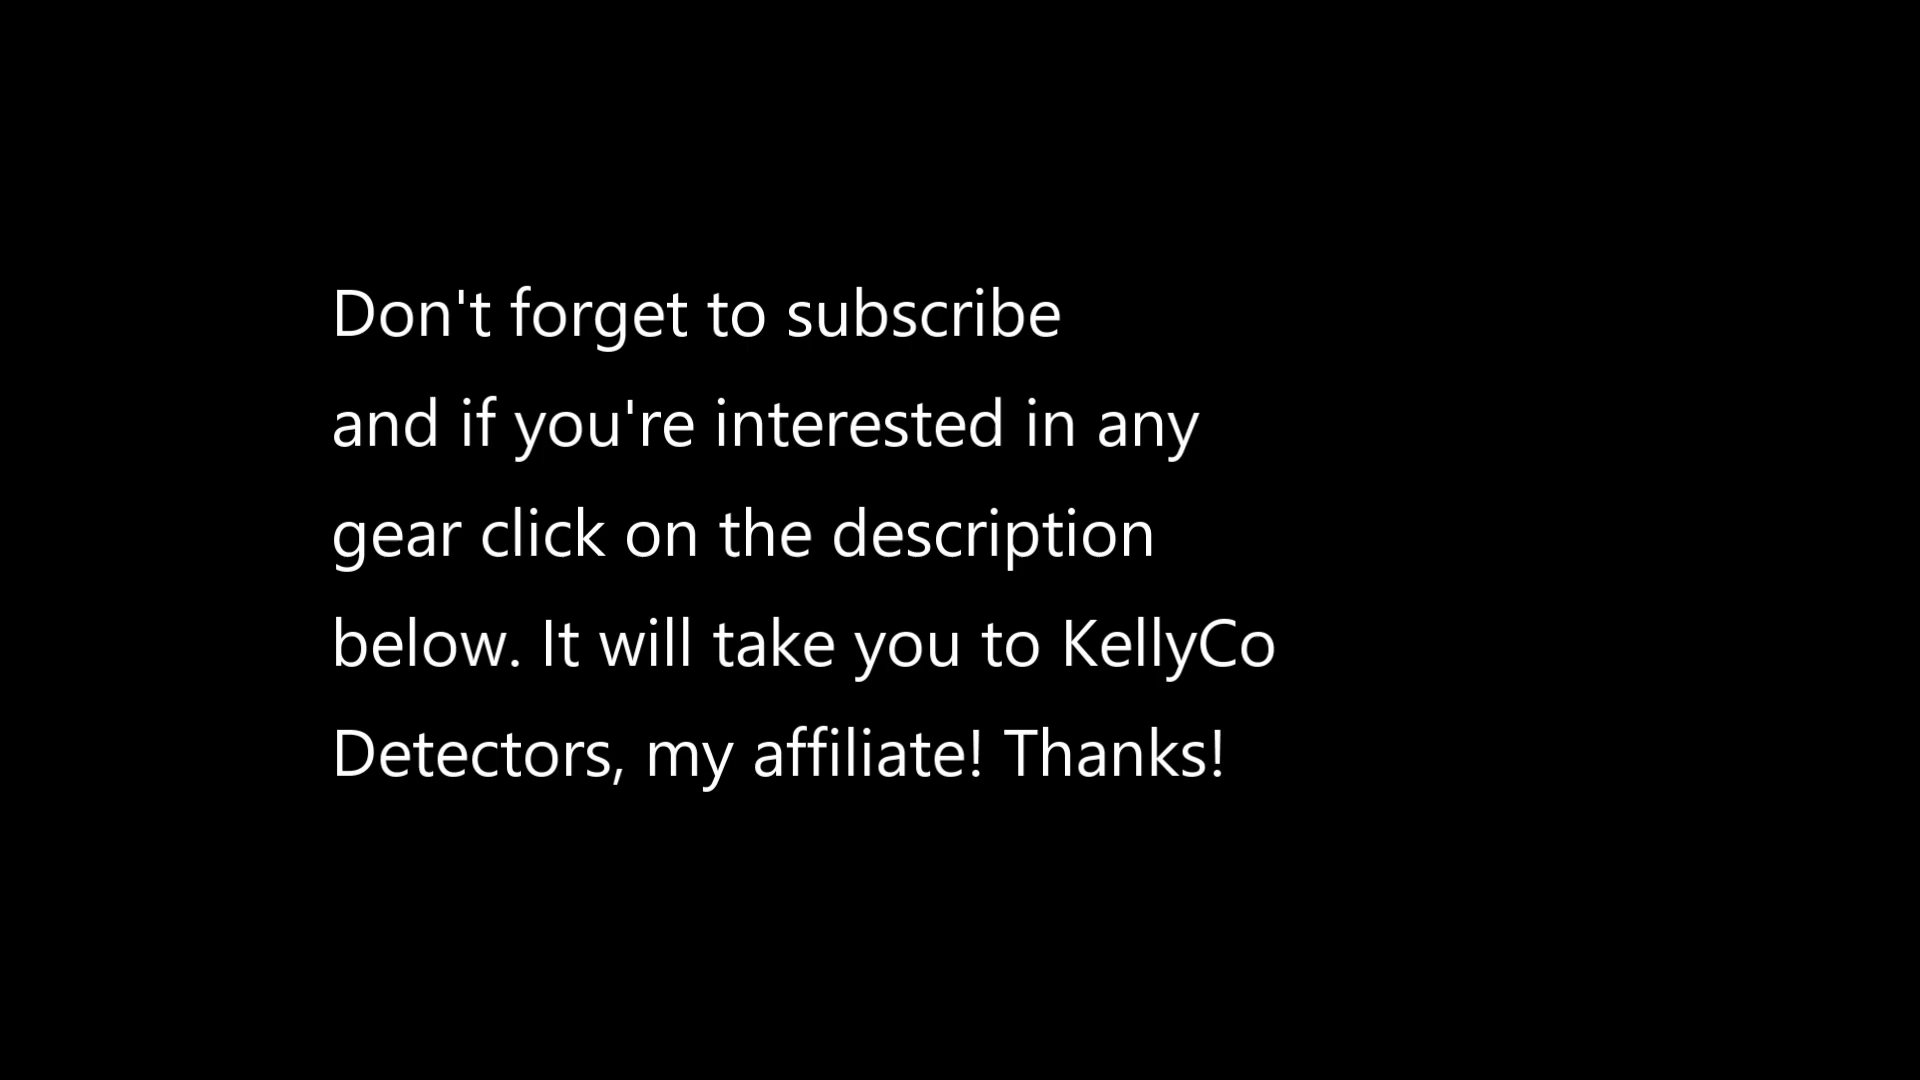 Don't forget to subscribe
and if you're interested in any
gear click on the description
below. It will take you to KellyCo
Detectors, my affiliate! Thanks!